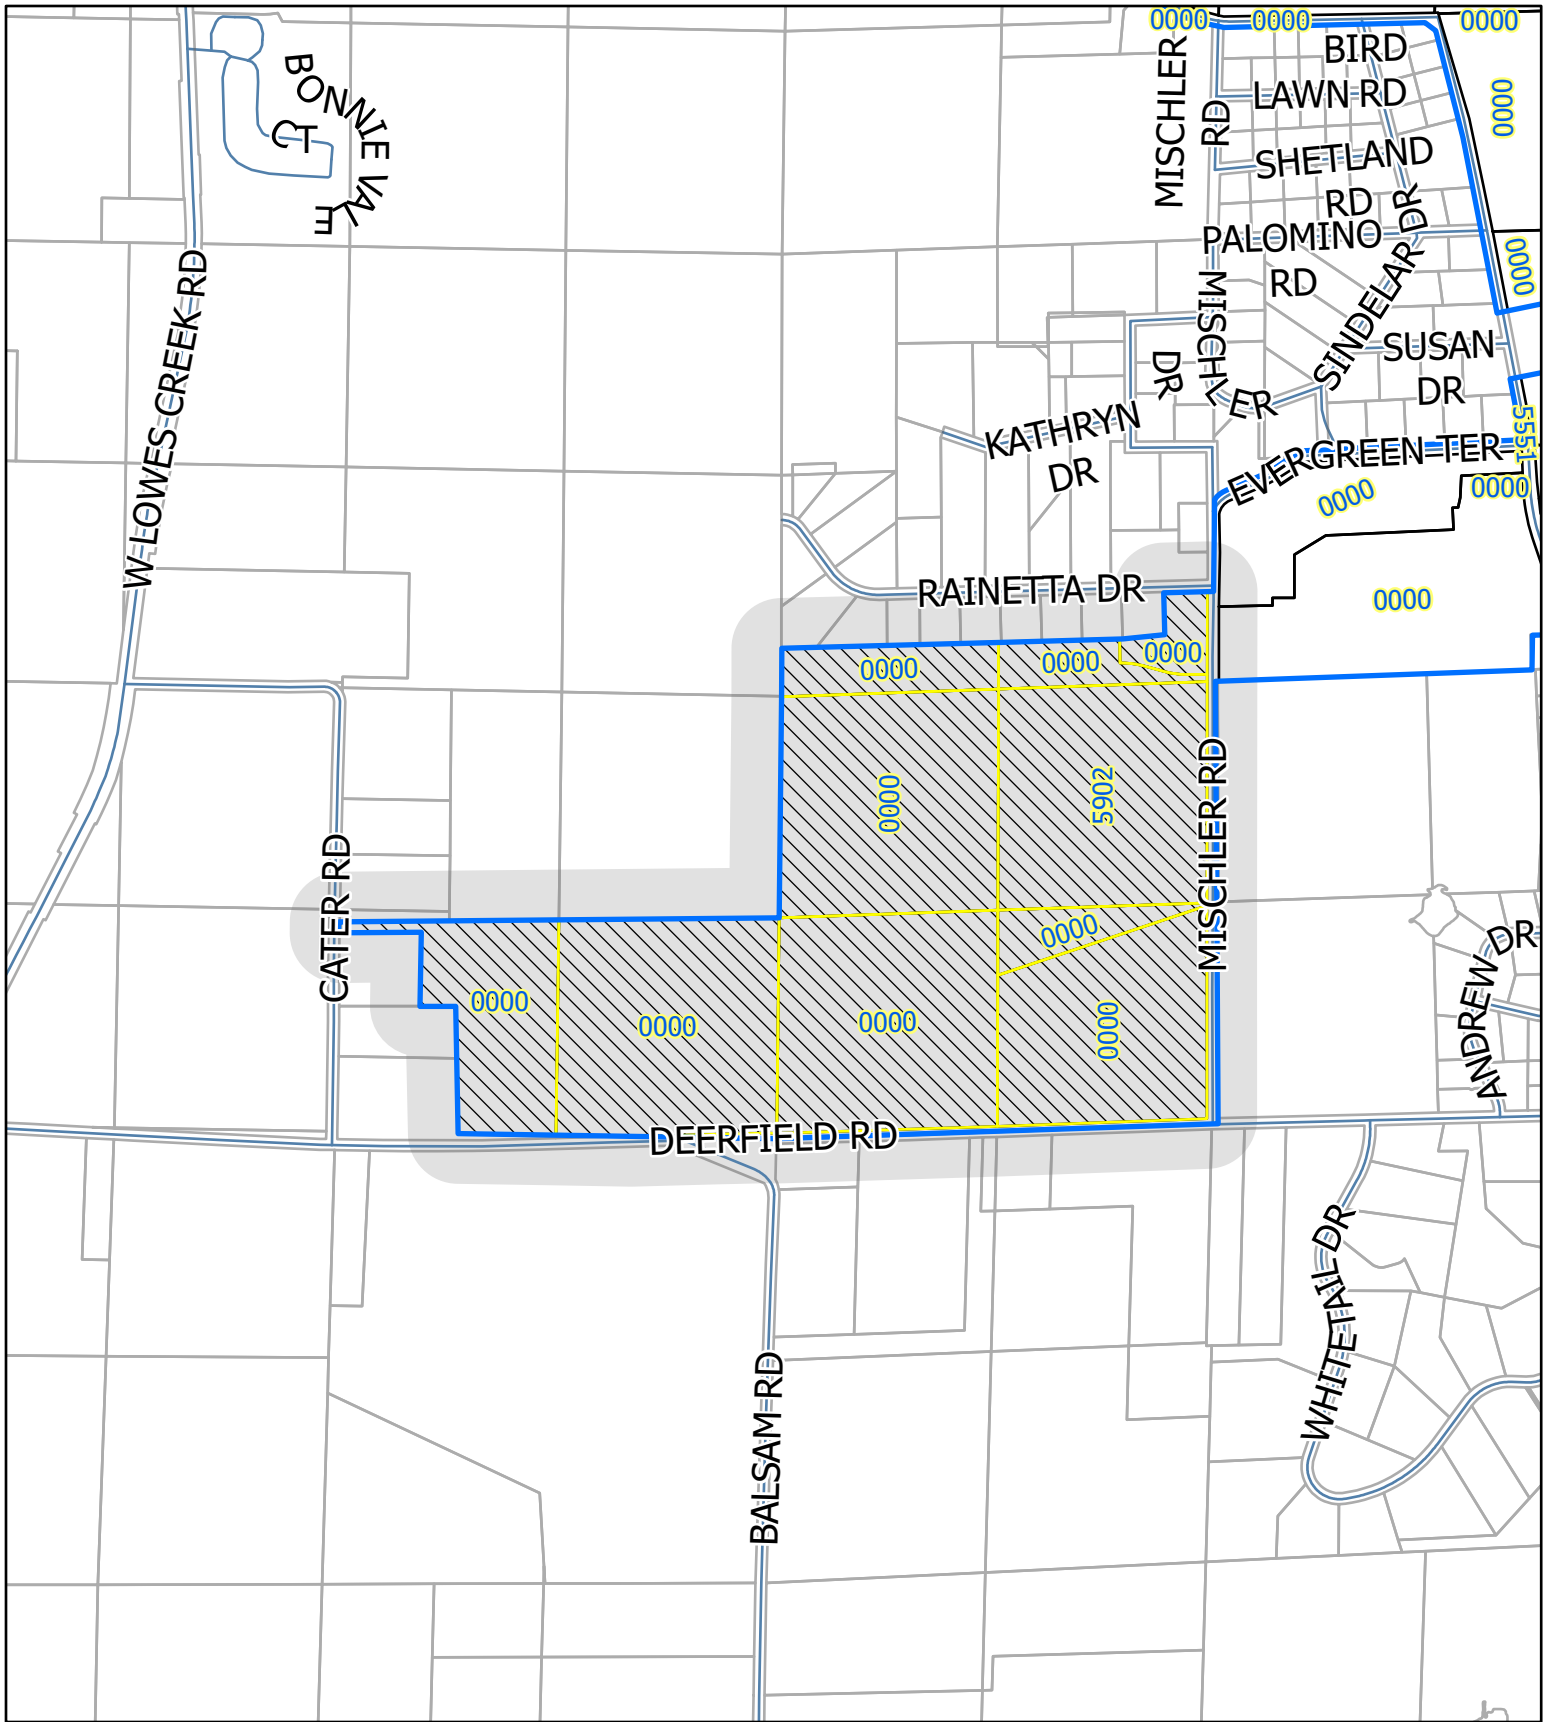 0000
0000
0000
BIRD
LAWN RD
MISCHLER
RD
0000
BONNIE VALE
CT
SHETLAND
RD
PALOMINO
RD
SINDELAR DR
0000
W LOWES CREEK RD
MISCHLER
DR
SUSAN
DR
KATHRYN
DR
EVERGREEN TER
5551
0000
0000
RAINETTA DR
0000
0000
0000
0000
0000
5902
MISCHLER RD
CATER RD
0000
ANDREW DR
0000
0000
0000
0000
DEERFIELD RD
WHITETAIL DR
BALSAM RD